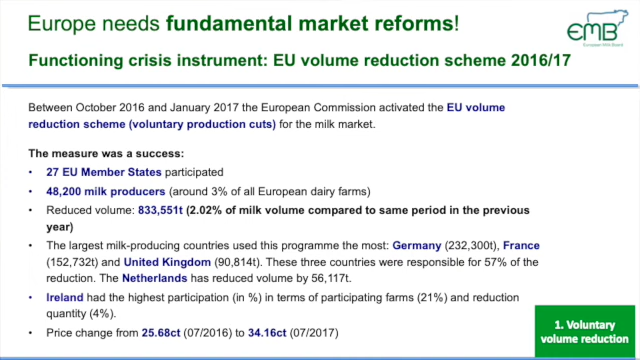 Europe needs fundamental market reforms!
EMB
European Milk Board
Functioning crisis instrument: EU volume reduction scheme 2016/17
Between October 2016 and January 2017 the European Commission activated the EU volume
reduction scheme (voluntary production cuts) for the milk market.
The measure was a success:
• 27 EU Member States participated
• 48,200 milk producers (around 3% of all European dairy farms)
• Reduced volume: 833,551t (2.02% of milk volume compared to same period in the previous
year)
• The largest milk-producing countries used this programme the most: Germany (232,300t), France
(152,732t) and United Kingdom (90,814t). These three countries were responsible for 57% of the
reduction. The Netherlands has reduced volume by 56,117t.
• Ireland had the highest participation (in %) in terms of participating farms (21%) and reduction
quantity (4%).
• Price change from 25.68ct (07/2016) to 34.16ct (07/2017)
1. Voluntary
volume reduction